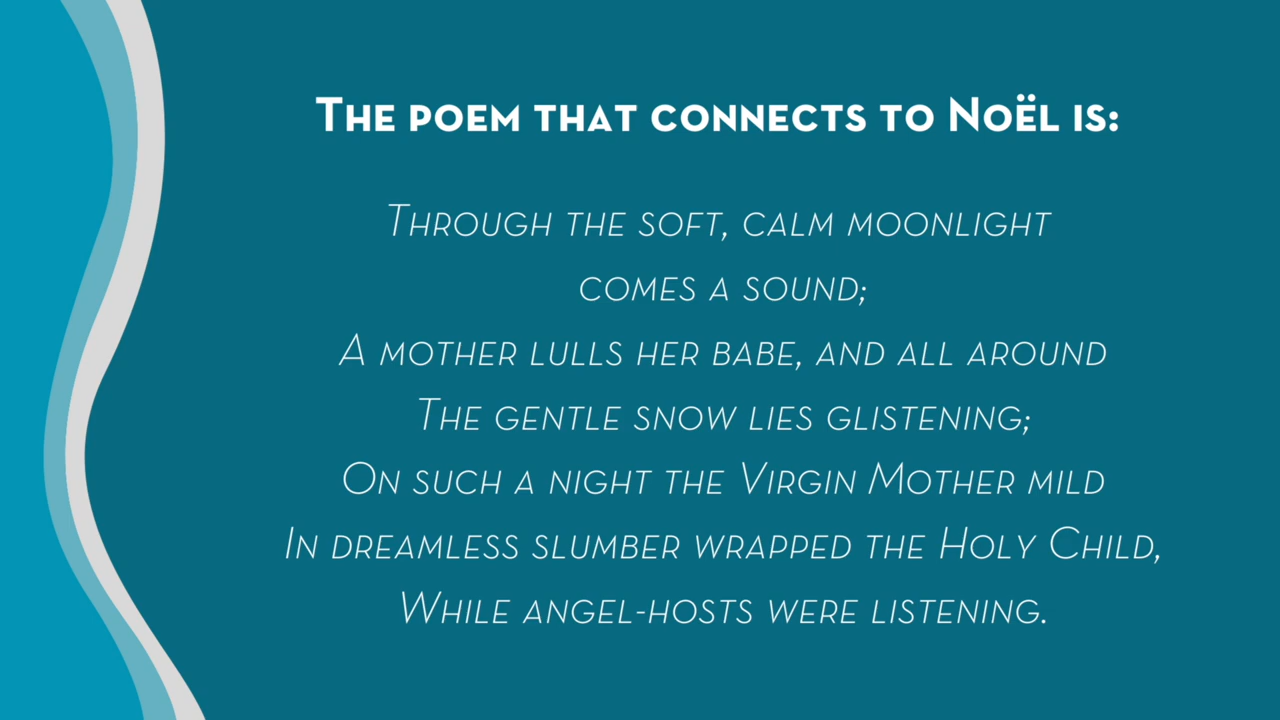 The poem that connects to Noël is:
Through the soft, calm moonlight
comes a sound;
A mother lulls her babe, and all around
The gentle snow lies glistening;
On such a night the Virgin Mother mild
In dreamless slumber wrapped the Holy Child,
While angel-hosts were listening.